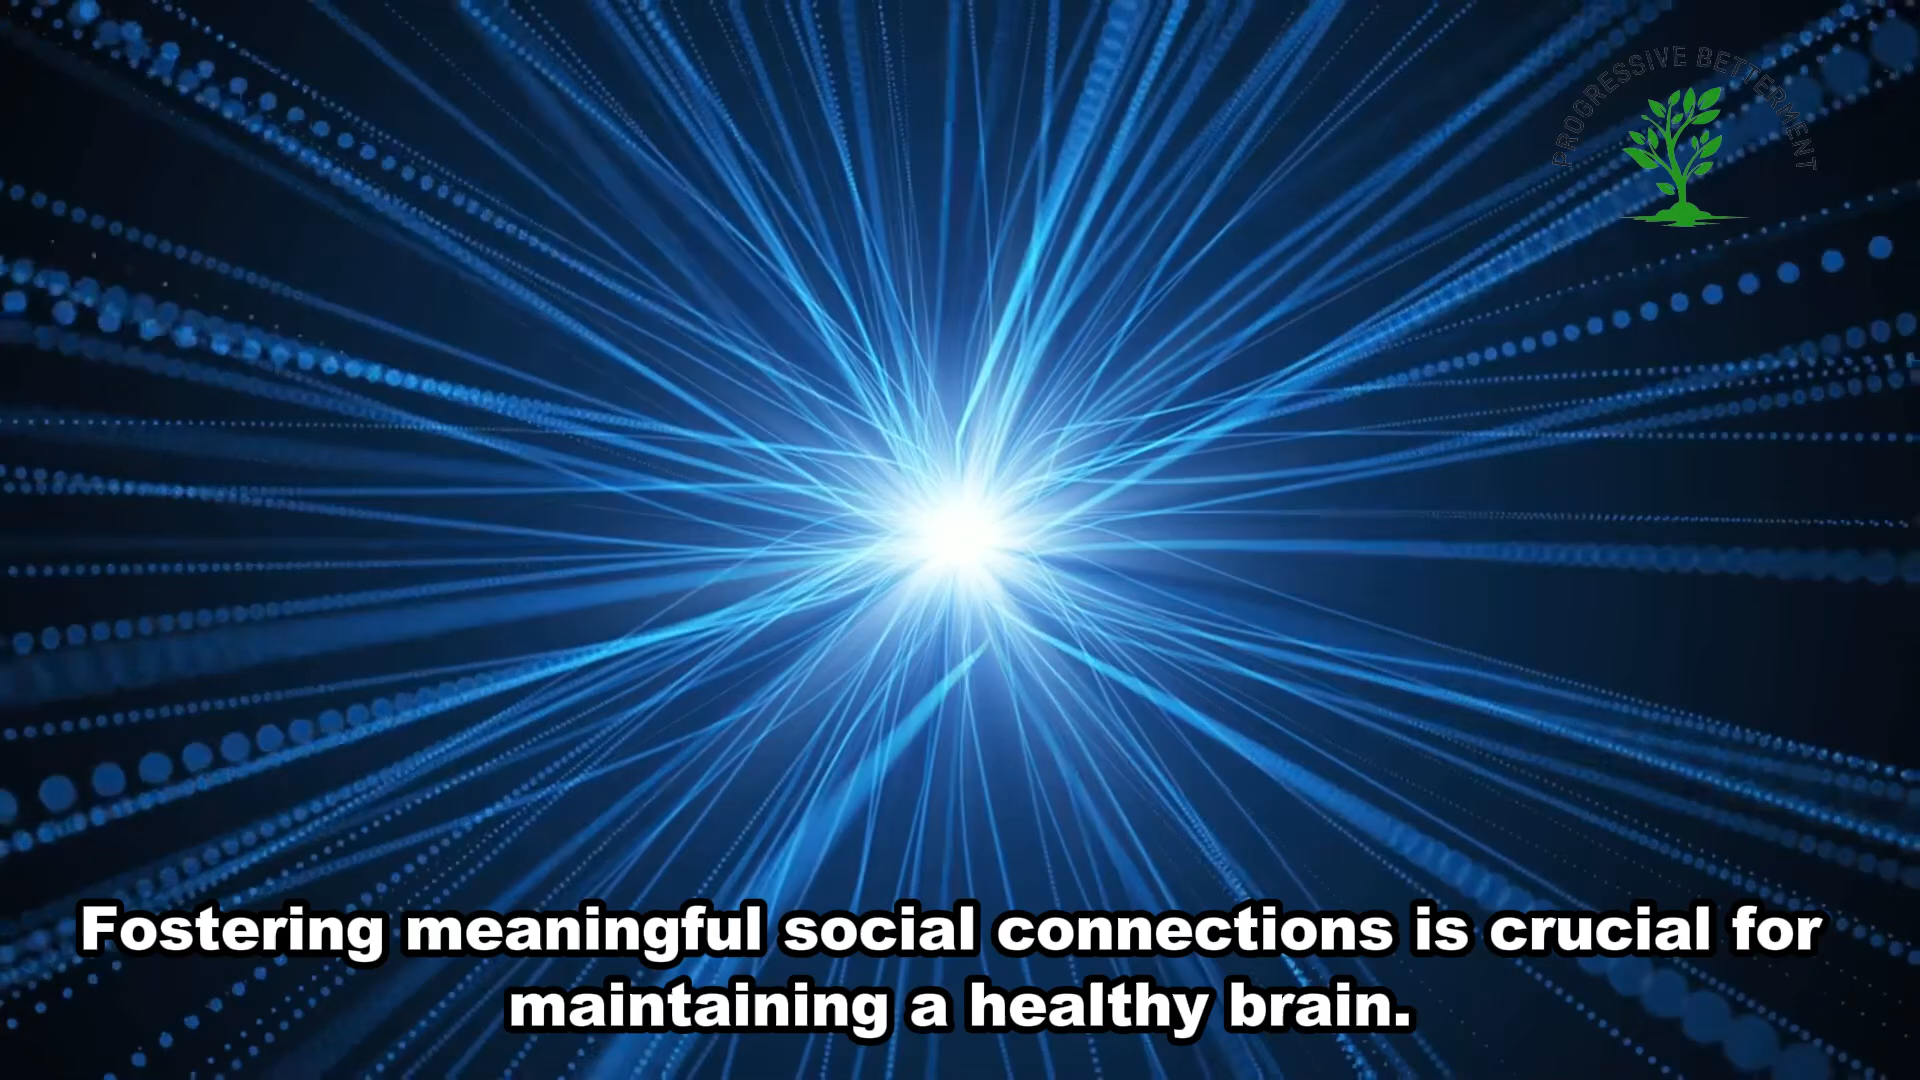 PROGRESSIVE BETTERMENT
Fostering meaningful social connections is crucial for
maintaining a healthy brain.